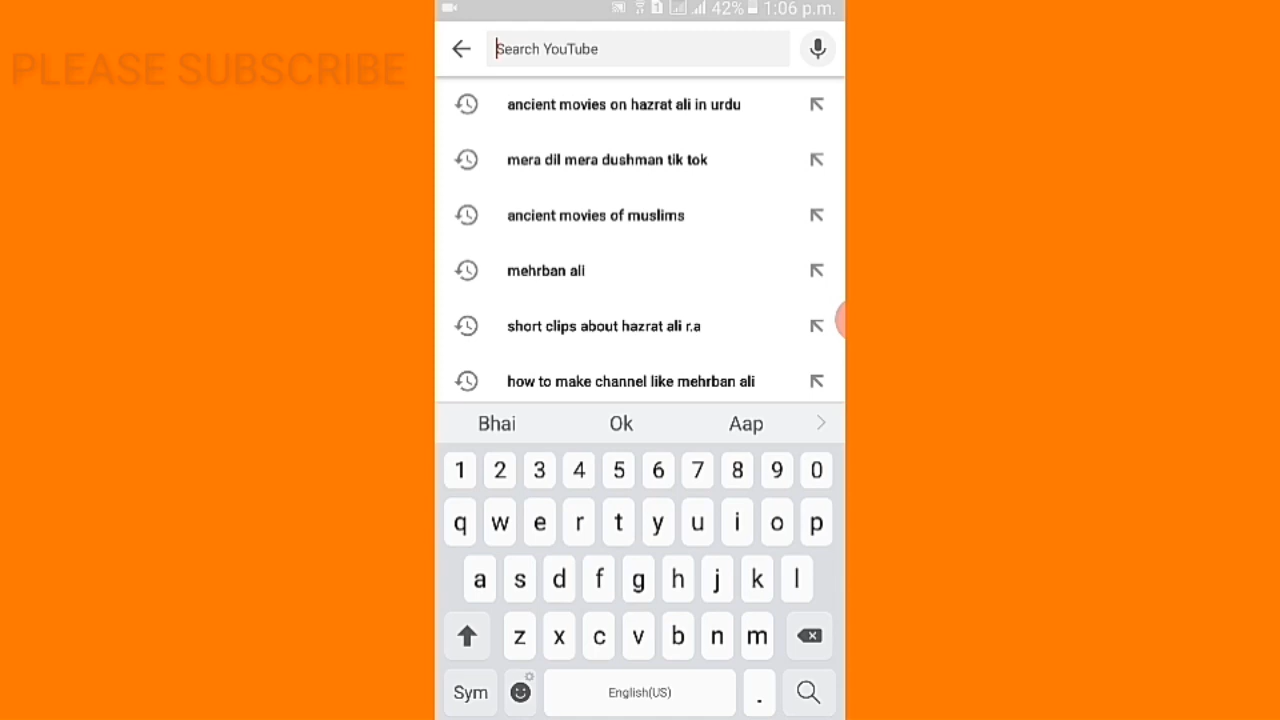 PLEASE SUBSCRIBE
42% 1:06 p.m.
Search YouTube
ancient movies on hazrat ali in urdu
mera dil mera dushman tik tok
ancient movies of muslims
mehrban ali
short clips about hazrat ali r.a
how to make channel like mehrban ali
Bhai Ok Aap
1 2 3 4 5 6 7 8 9 0
q w e r t y u i o p
a s d f g h j k l
z x c v b n m
Sym English(US) .